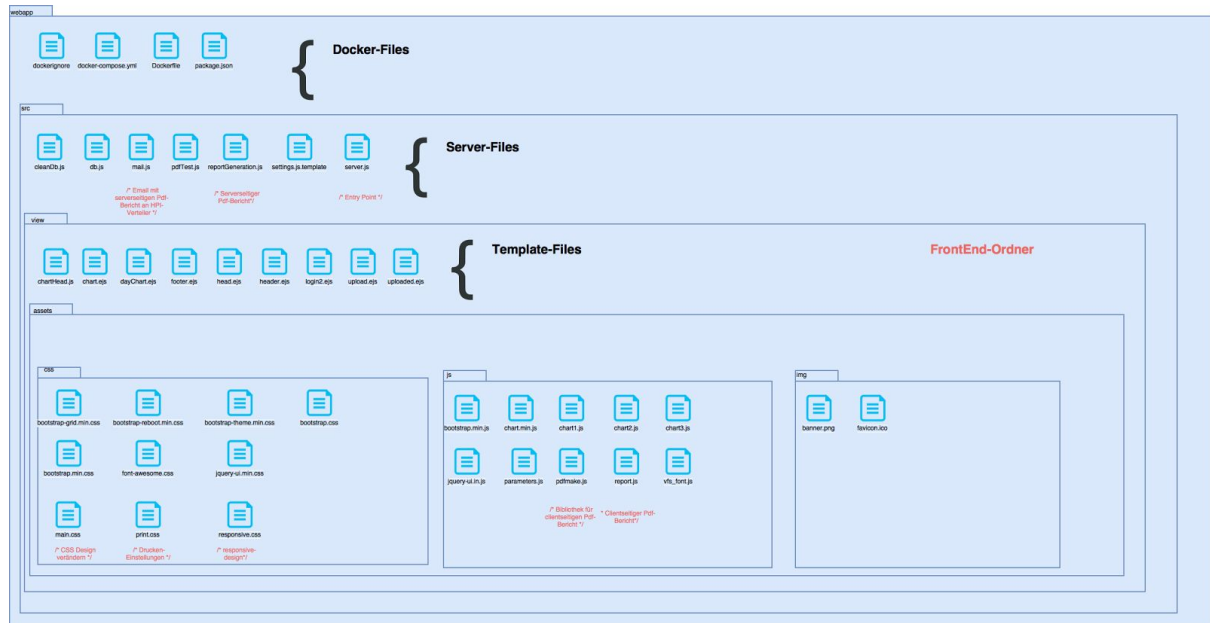 webapp
Docker-Files
dockerignore docker-compose.yml Dockerfile package.json
src
Server-Files
cleanDb.js db.js mail.js pdfTest.js reportGeneration.js settings.js.template server.js
/* Email mit
serverseitigen Pdf-
Bericht an HPI-
Verteiler */
/* Serverseitiger
Pdf-Bericht*/
/* Entry Point */
view
Template-Files
FrontEnd-Ordner
chartHead.js chart.ejs dayChart.ejs footer.ejs head.ejs header.ejs login2.ejs upload.ejs uploaded.ejs
assets
css
bootstrap-grid.min.css bootstrap-reboot.min.css bootstrap-theme.min.css bootstrap.css
bootstrap.min.css font-awesome.css jquery-ui.min.css
main.css print.css responsive.css
/* CSS Design
verändern */
/* Drucken-
Einstellungen */
/* responsive-
design*/
js
bootstrap.min.js chart.min.js chart1.js chart2.js chart3.js
jquery-ui.in.js parameters.js pdfmake.js report.js vfs_font.js
/* Bibliothek für
clientseitigen Pdf-
Bericht */
* Clientseitiger Pdf-
Bericht*/
img
banner.png favicon.ico